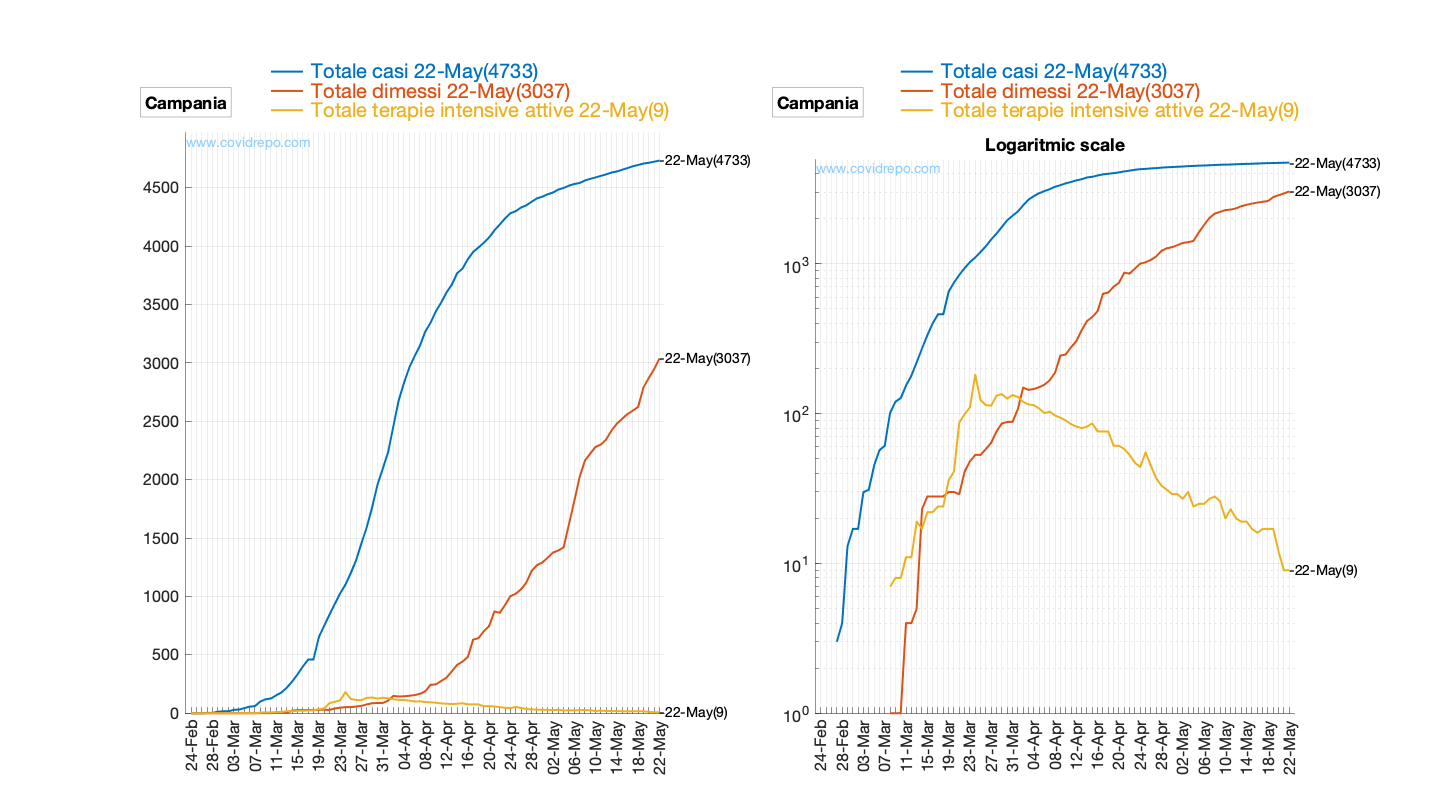 Totale casi 22-May(4733)
Totale dimessi 22-May(3037)
Totale terapie intensive attive 22-May(9)
Campania
www.covidrepo.com
22-May(4733)
22-May(3037)
22-May(9)
4500
4000
3500
3000
2500
2000
1500
1000
500
0
24-Feb
28-Feb
03-Mar
07-Mar
11-Mar
15-Mar
19-Mar
23-Mar
27-Mar
31-Mar
04-Apr
08-Apr
12-Apr
16-Apr
20-Apr
24-Apr
28-Apr
02-May
06-May
10-May
14-May
18-May
22-May
Totale casi 22-May(4733)
Totale dimessi 22-May(3037)
Totale terapie intensive attive 22-May(9)
Campania
Logaritmic scale
www.covidrepo.com
22-May(4733)
22-May(3037)
22-May(9)
10³
10²
10¹
10⁰
24-Feb
28-Feb
03-Mar
07-Mar
11-Mar
15-Mar
19-Mar
23-Mar
27-Mar
31-Mar
04-Apr
08-Apr
12-Apr
16-Apr
20-Apr
24-Apr
28-Apr
02-May
06-May
10-May
14-May
18-May
22-May